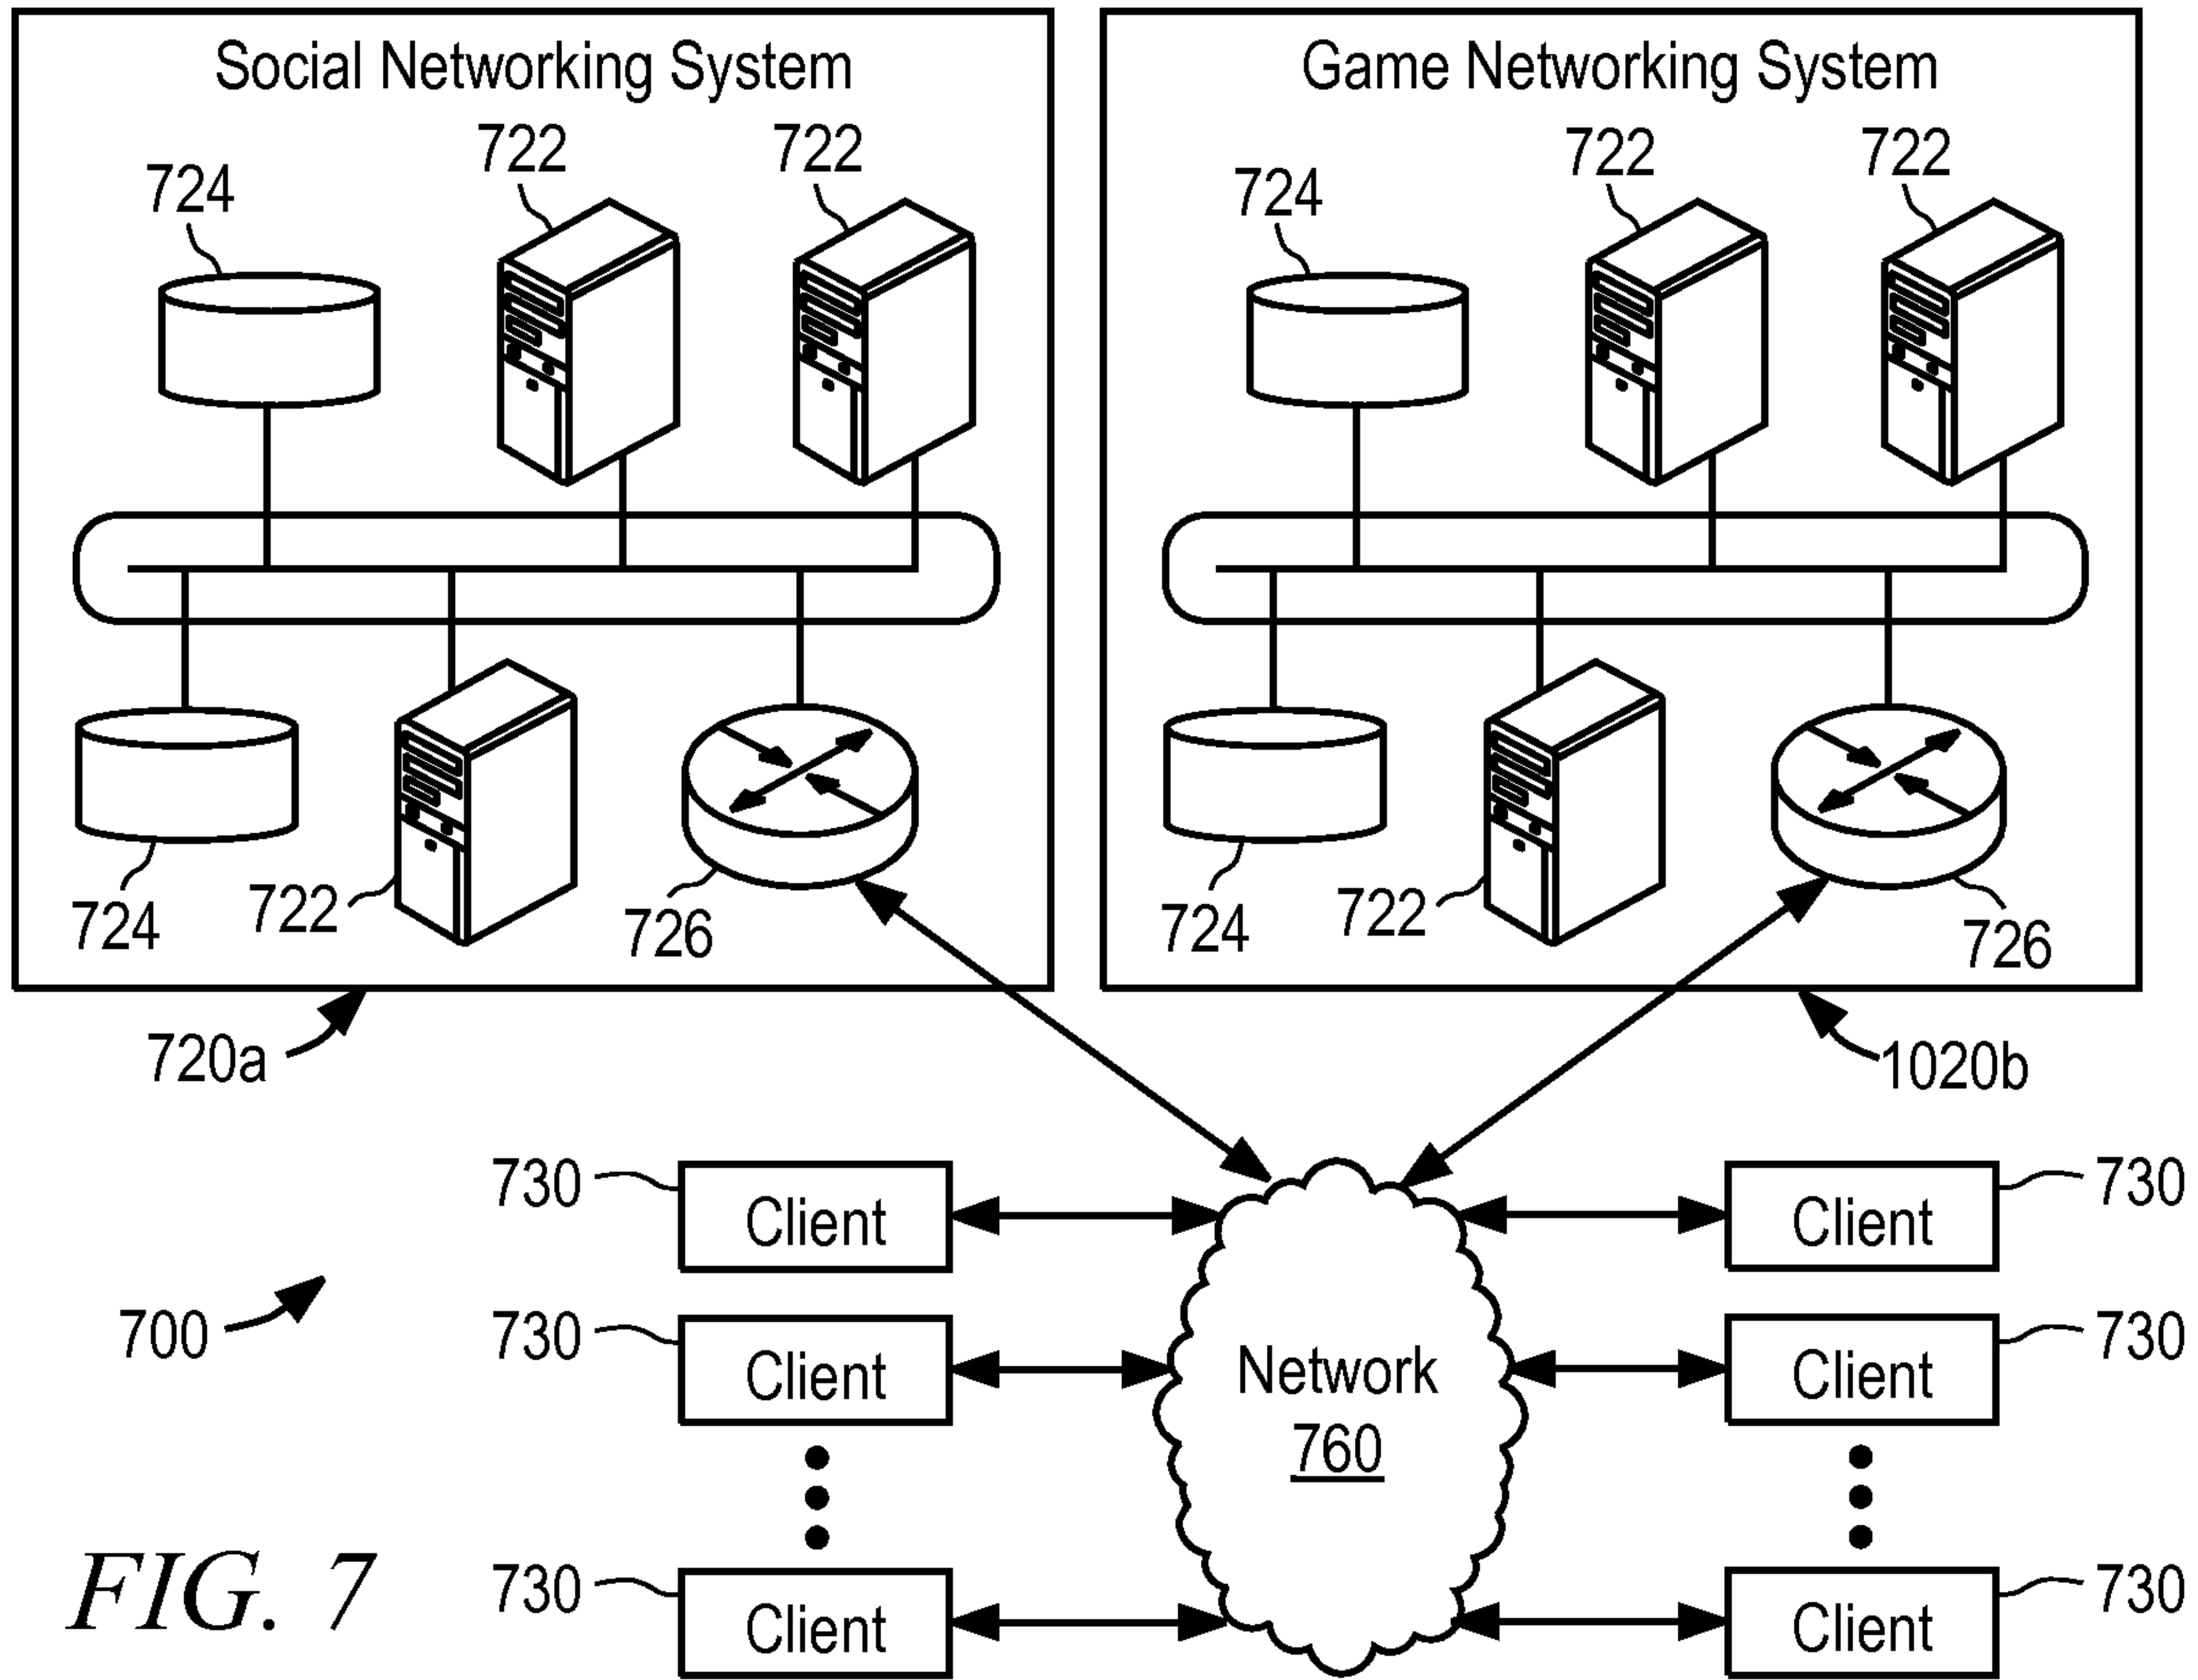 Social Networking System
722 722
724
724
722
726
720a
Game Networking System
722 722
724
724
722
726
1020b
730 Client
730 Client
730 Client
700
Network
760
Client 730
Client 730
Client 730
FIG. 7